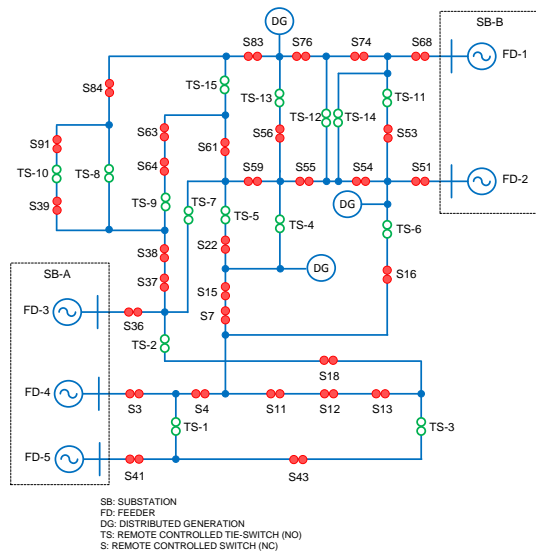 DG
SB-B
S83
S76
S74
S68
FD-1
TS-15
S84
TS-13
TS-11
TS-12
TS-14
S91
S63
S56
S53
TS-10
TS-8
S64
S61
S59
S55
S54
S51
FD-2
S39
TS-9
TS-7
TS-5
TS-4
DG
TS-6
S38
S22
SB-A
S37
DG
S16
S15
FD-3
S36
S7
TS-2
S18
FD-4
S3
S4
S11
S12
S13
TS-1
TS-3
FD-5
S41
S43
SB: SUBSTATION
FD: FEEDER
DG: DISTRIBUTED GENERATION
TS: REMOTE CONTROLLED TIE-SWITCH (NO)
S: REMOTE CONTROLLED SWITCH (NC)